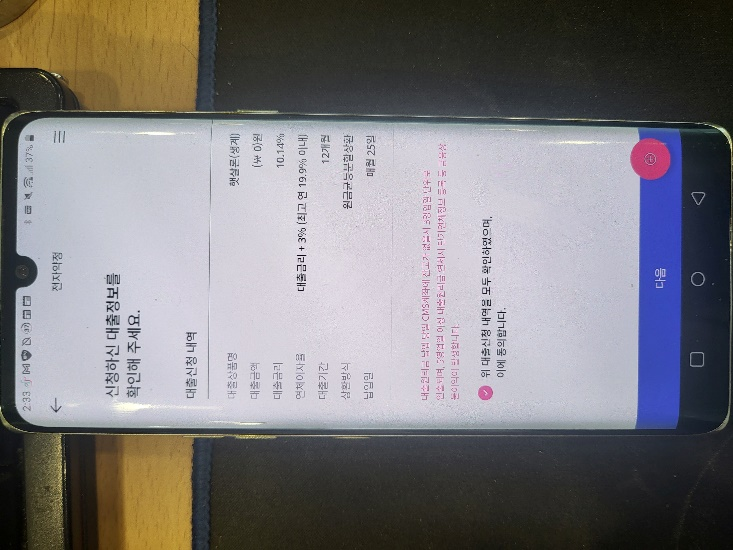 2:33
37%
전자약정
신청하신 대출정보를
확인해 주세요.
대출신청 내역
대출상품명 햇살론(생계)
대출금액 (₩ 0)원
대출금리 10.14%
연체이자율 대출금리 + 3% (최고 연 19.9% 이내)
대출기간 12개월
상환방식 원금균등분할상환
납입일 매월 25일
위 대출신청 내역을 모두 확인하였으며,
이에 동의합니다.
다음